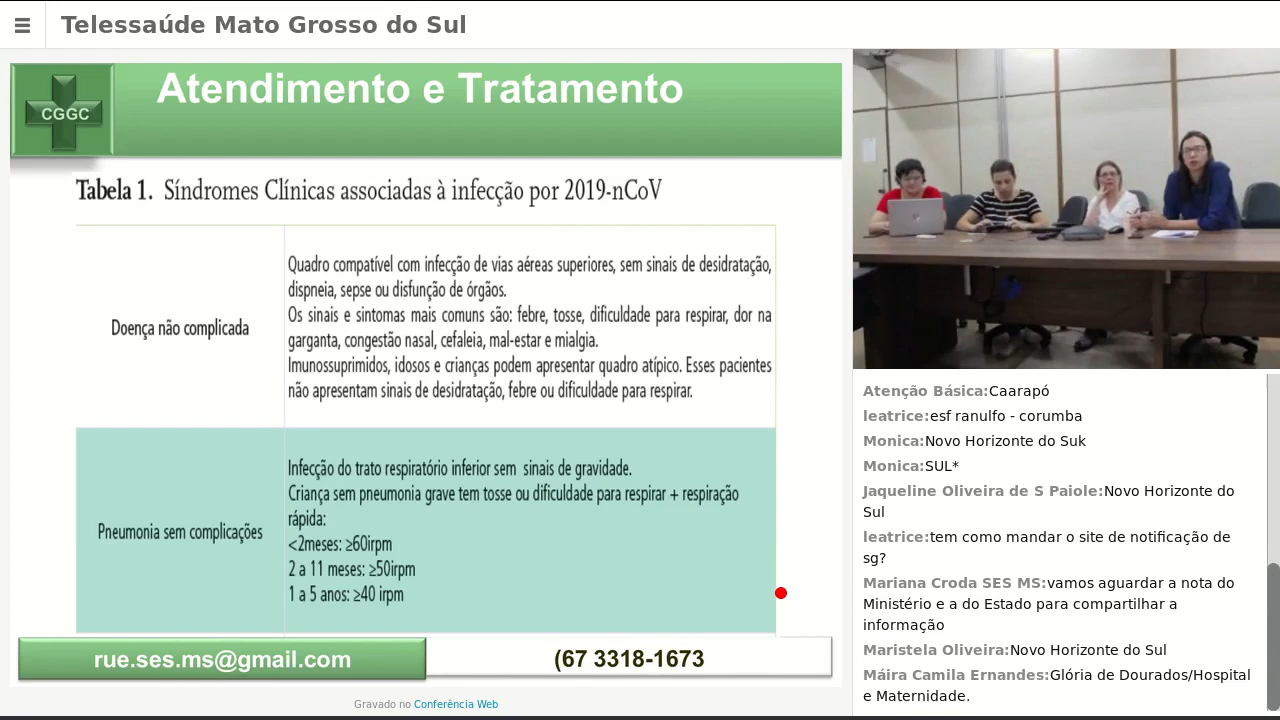 Telessaúde Mato Grosso do Sul
Atendimento e Tratamento
CGGC
Tabela 1. Síndromes Clínicas associadas à infecção por 2019-nCoV
Doença não complicada
Quadro compatível com infecção de vias aéreas superiores, sem sinais de desidratação,
dispneia, sepse ou disfunção de órgãos.
Os sinais e sintomas mais comuns são: febre, tosse, dificuldade para respirar, dor na
garganta, congestão nasal, cefaleia, mal-estar e mialgia.
Imunossuprimidos, idosos e crianças podem apresentar quadro atípico. Esses pacientes
não apresentam sinais de desidratação, febre ou dificuldade para respirar.
Pneumonia sem complicações
Infecção do trato respiratório inferior sem sinais de gravidade.
Criança sem pneumonia grave tem tosse ou dificuldade para respirar + respiração
rápida:
<2meses: ≥60irpm
2 a 11 meses: ≥50irpm
1 a 5 anos: ≥40 irpm
rue.ses.ms@gmail.com
(67 3318-1673
Gravado no Conferência Web
Atenção Básica:Caarapó
leatrice:esf ranulfo - corumba
Monica:Novo Horizonte do Suk
Monica:SUL*
Jaqueline Oliveira de S Paiole:Novo Horizonte do
Sul
leatrice:tem como mandar o site de notificação de
sg?
Mariana Croda SES MS:vamos aguardar a nota do
Ministério e a do Estado para compartilhar a
informação
Maristela Oliveira:Novo Horizonte do Sul
Máira Camila Ernandes:Glória de Dourados/Hospital
e Maternidade.